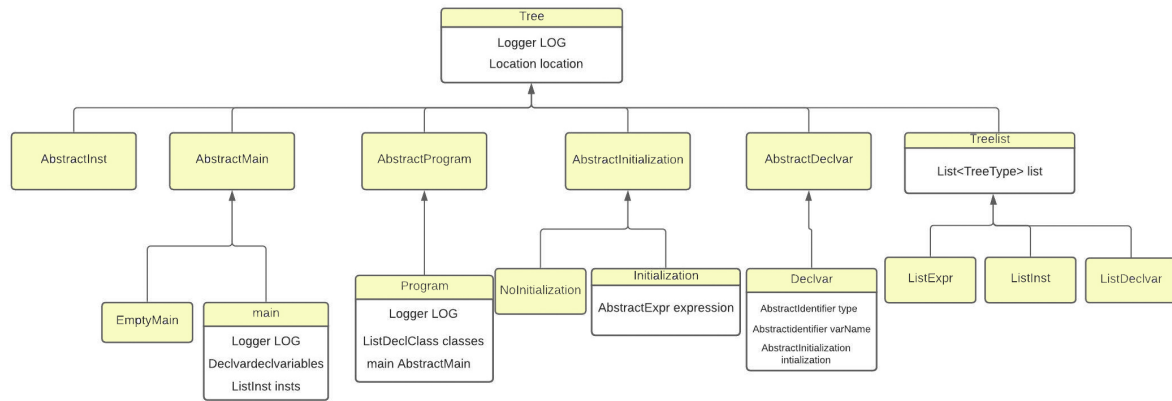 Tree
Logger LOG
Location location
AbstractInst
AbstractMain
AbstractProgram
AbstractInitialization
AbstractDeclvar
Treelist
List<TreeType> list
EmptyMain
main
Logger LOG
Declvardeclvariables
ListInst insts
Program
Logger LOG
ListDeclClass classes
main AbstractMain
NoInitialization
Initialization
AbstractExpr expression
Declvar
AbstractIdentifier type
Abstractidentifier varName
AbstractInitialization
intialization
ListExpr
ListInst
ListDeclvar